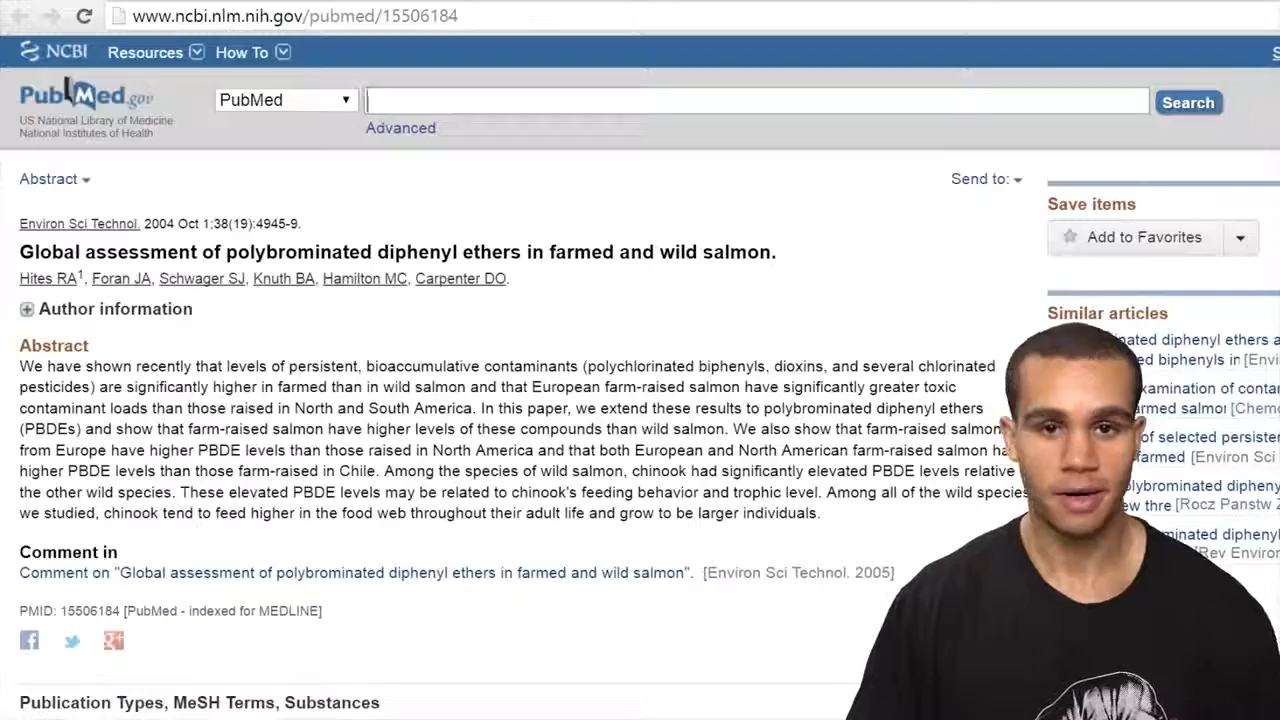 www.ncbi.nlm.nih.gov/pubmed/15506184
NCBI Resources How To
PubMed.gov
US National Library of Medicine
National Institutes of Health
PubMed
Search
Advanced
Abstract
Send to:
Save items
Add to Favorites
Environ Sci Technol. 2004 Oct 1;38(19):4945-9.
Global assessment of polybrominated diphenyl ethers in farmed and wild salmon.
Hites RA1, Foran JA, Schwager SJ, Knuth BA, Hamilton MC, Carpenter DO.
Author information
Abstract
We have shown recently that levels of persistent, bioaccumulative contaminants (polychlorinated biphenyls, dioxins, and several chlorinated
pesticides) are significantly higher in farmed than in wild salmon and that European farm-raised salmon have significantly greater toxic
contaminant loads than those raised in North and South America. In this paper, we extend these results to polybrominated diphenyl ethers
(PBDEs) and show that farm-raised salmon have higher levels of these compounds than wild salmon. We also show that farm-raised salmon
from Europe have higher PBDE levels than those raised in North America and that both European and North American farm-raised salmon
higher PBDE levels than those farm-raised in Chile. Among the species of wild salmon, chinook had significantly elevated PBDE levels relative
the other wild species. These elevated PBDE levels may be related to chinook's feeding behavior and trophic level. Among all of the wild species
we studied, chinook tend to feed higher in the food web throughout their adult life and grow to be larger individuals.
Comment in
Comment on "Global assessment of polybrominated diphenyl ethers in farmed and wild salmon". [Environ Sci Technol. 2005]
PMID: 15506184 [PubMed - indexed for MEDLINE]
Publication Types, MeSH Terms, Substances
Similar articles
diphenyl ethers
biphenyls in [Envi
of conta
salmo [Chem
of selected persiste
farmed [Environ Sci
dipheny
thre [Rocz Panstw Z
diphenyl
[Rev Environ